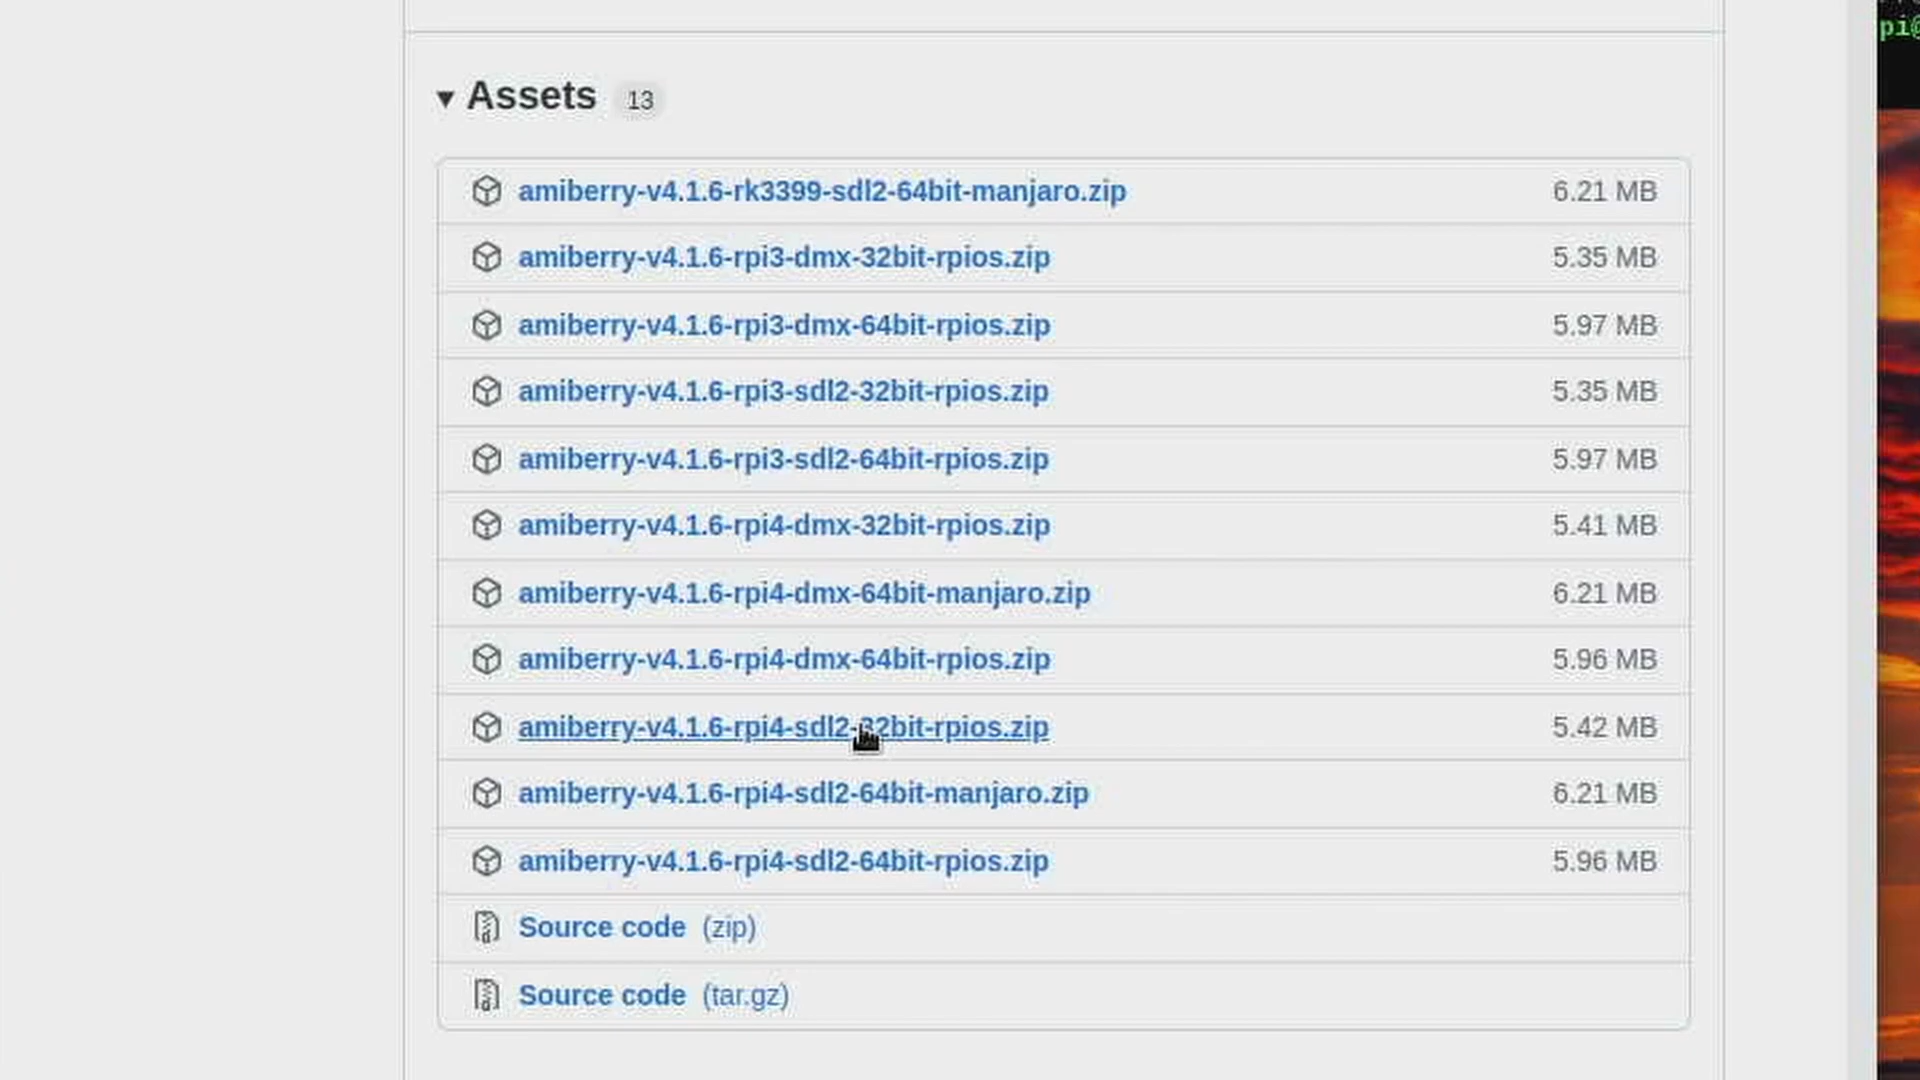 pi@
▼ Assets 13
amiberry-v4.1.6-rk3399-sdl2-64bit-manjaro.zip 6.21 MB
amiberry-v4.1.6-rpi3-dmx-32bit-rpios.zip 5.35 MB
amiberry-v4.1.6-rpi3-dmx-64bit-rpios.zip 5.97 MB
amiberry-v4.1.6-rpi3-sdl2-32bit-rpios.zip 5.35 MB
amiberry-v4.1.6-rpi3-sdl2-64bit-rpios.zip 5.97 MB
amiberry-v4.1.6-rpi4-dmx-32bit-rpios.zip 5.41 MB
amiberry-v4.1.6-rpi4-dmx-64bit-manjaro.zip 6.21 MB
amiberry-v4.1.6-rpi4-dmx-64bit-rpios.zip 5.96 MB
amiberry-v4.1.6-rpi4-sdl2-32bit-rpios.zip 5.42 MB
amiberry-v4.1.6-rpi4-sdl2-64bit-manjaro.zip 6.21 MB
amiberry-v4.1.6-rpi4-sdl2-64bit-rpios.zip 5.96 MB
Source code (zip)
Source code (tar.gz)